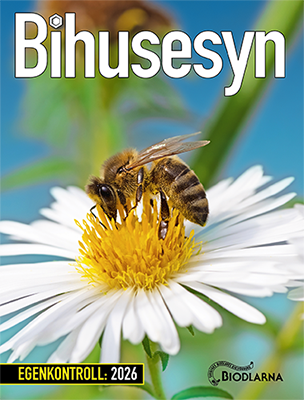 Bihusesyn
EGENKONTROLL: 2026
BIODLARNA